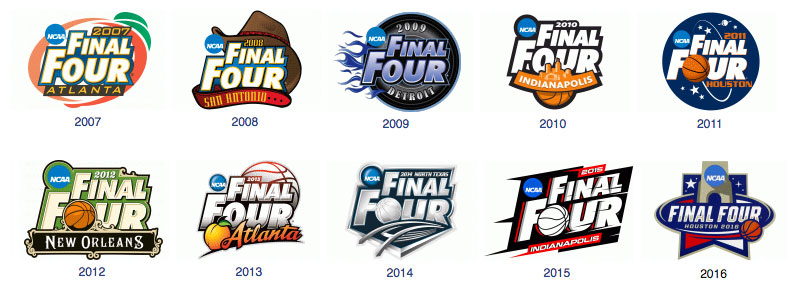 NCAA
2007
FINAL
FOUR
ATLANTA
2007
NCAA
2008
FINAL
FOUR
SAN ANTONIO
2008
2009
NCAA
FINAL
FOUR
DETROIT
2009
2010
NCAA
FINAL
FOUR
INDIANAPOLIS
2010
NCAA
2011
FINAL
FOUR
HOUSTON
2011
2012
NCAA
FINAL
FOUR
NEW ORLEANS
2012
NCAA
2013
FINAL
FOUR
Atlanta
2013
2014 NORTH TEXAS
NCAA
FINAL
FOUR
2014
2015
NCAA
FINAL
FOUR
INDIANAPOLIS
2015
NCAA
FINAL FOUR
HOUSTON 2016
2016